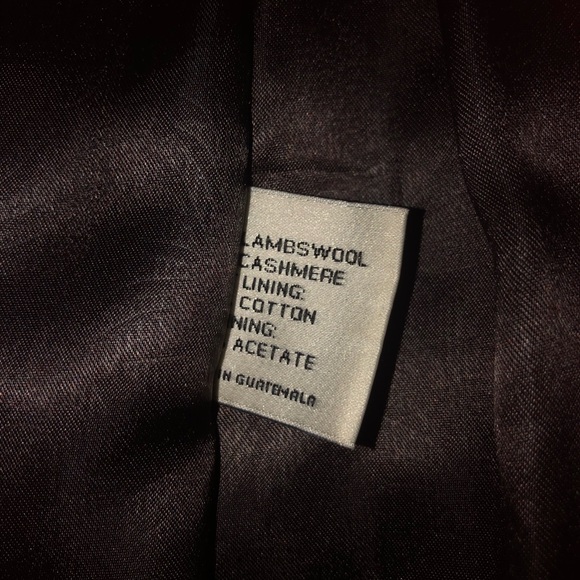 LAMBSWOOL
CASHMERE
LINING:
COTTON
NING:
ACETATE
IN GUATEMALA